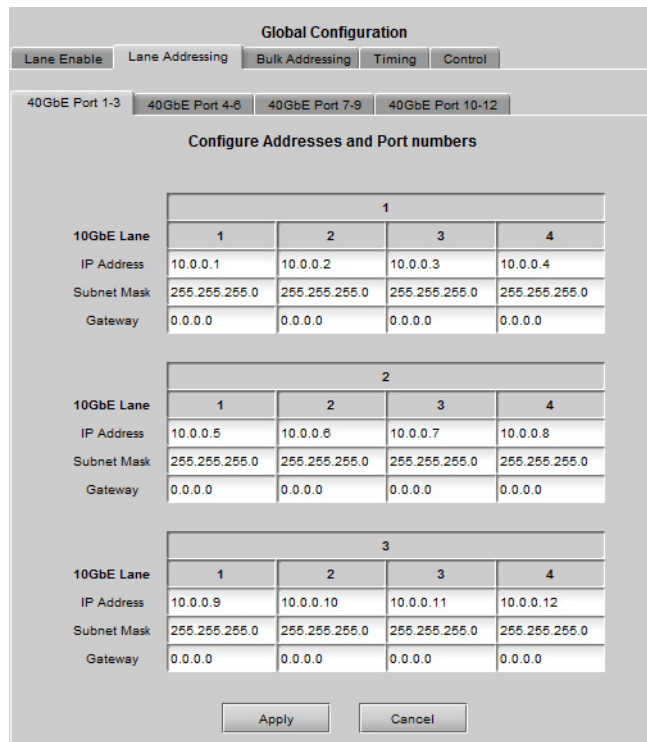 Global Configuration
Lane Enable Lane Addressing Bulk Addressing Timing Control
40GbE Port 1-3 40GbE Port 4-6 40GbE Port 7-9 40GbE Port 10-12
Configure Addresses and Port numbers
1
10GbE Lane 1 2 3 4
IP Address 10.0.0.1 10.0.0.2 10.0.0.3 10.0.0.4
Subnet Mask 255.255.255.0 255.255.255.0 255.255.255.0 255.255.255.0
Gateway 0.0.0.0 0.0.0.0 0.0.0.0 0.0.0.0
2
10GbE Lane 1 2 3 4
IP Address 10.0.0.5 10.0.0.6 10.0.0.7 10.0.0.8
Subnet Mask 255.255.255.0 255.255.255.0 255.255.255.0 255.255.255.0
Gateway 0.0.0.0 0.0.0.0 0.0.0.0 0.0.0.0
3
10GbE Lane 1 2 3 4
IP Address 10.0.0.9 10.0.0.10 10.0.0.11 10.0.0.12
Subnet Mask 255.255.255.0 255.255.255.0 255.255.255.0 255.255.255.0
Gateway 0.0.0.0 0.0.0.0 0.0.0.0 0.0.0.0
Apply Cancel